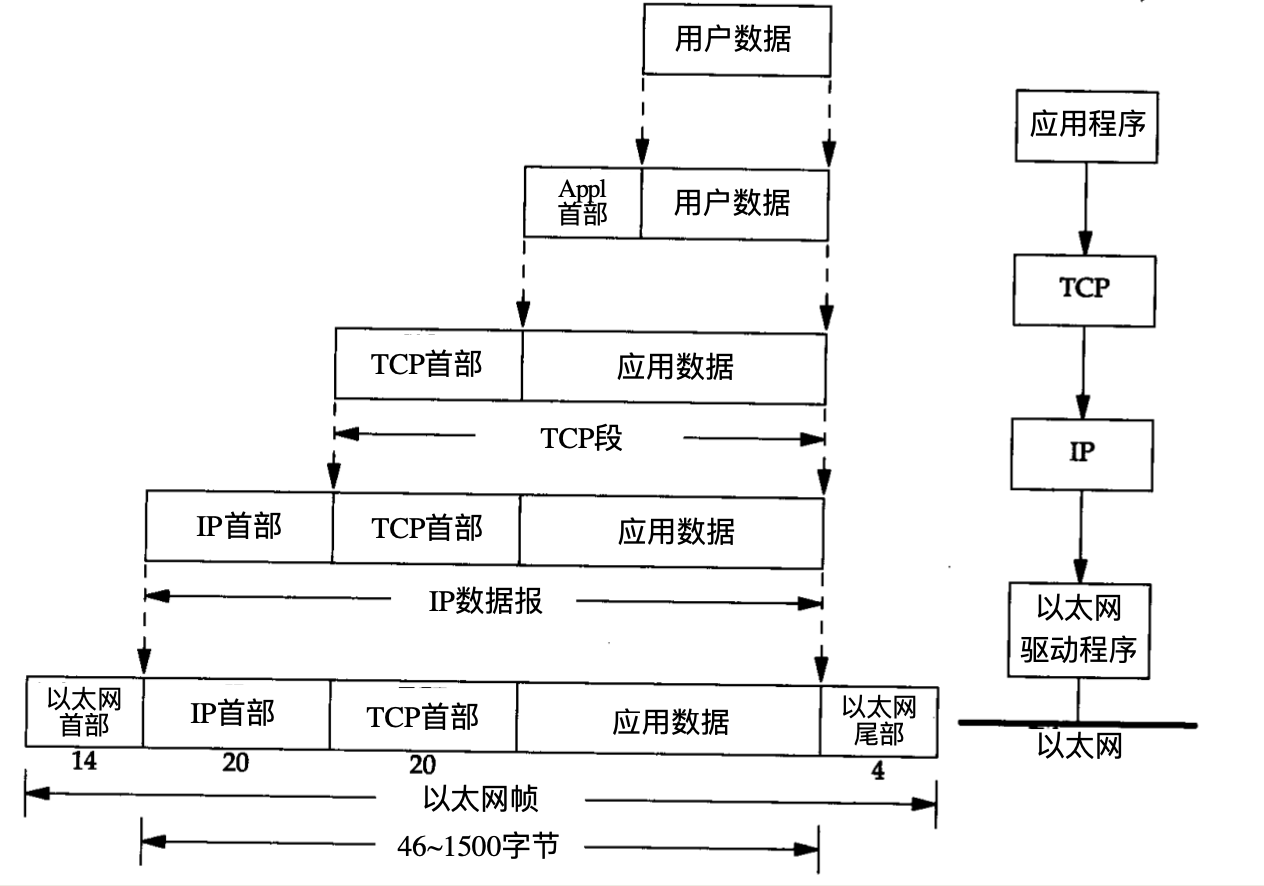 用户数据
应用程序
Appl
首部
用户数据
TCP
TCP首部
应用数据
TCP段
IP
IP首部
TCP首部
应用数据
IP数据报
以太网
驱动程序
以太网
首部
IP首部
TCP首部
应用数据
以太网
尾部
以太网
14
20
20
4
以太网帧
46~1500字节